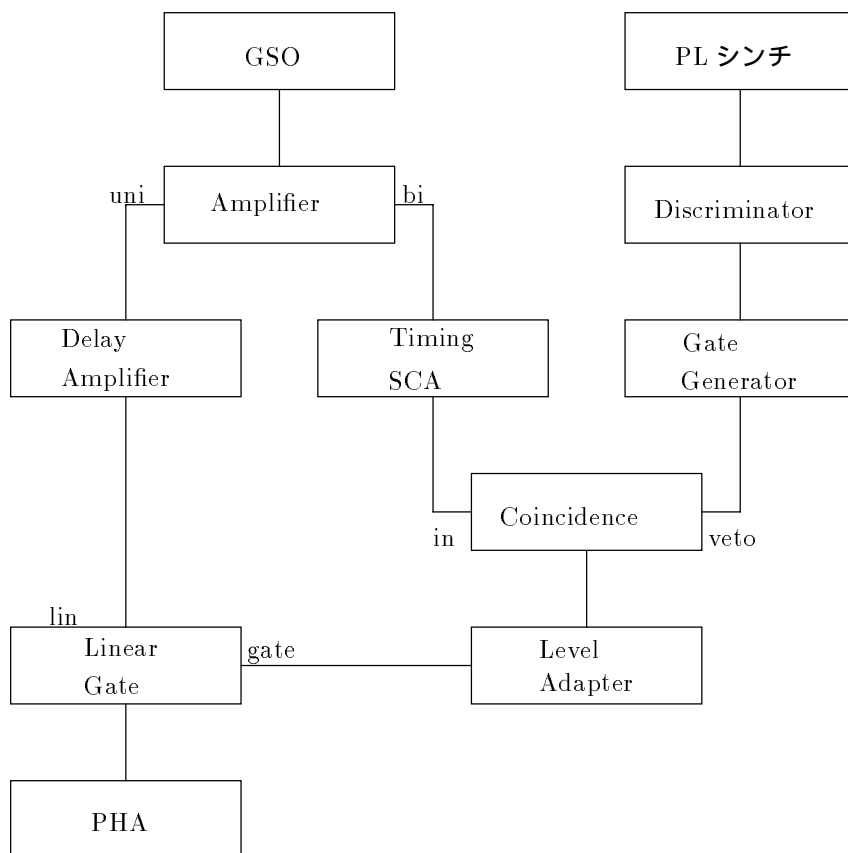 GSO
PL シンチ
uni
Amplifier
bi
Discriminator
Delay
Amplifier
Timing
SCA
Gate
Generator
Coincidence
in
veto
lin
Linear
Gate
gate
Level
Adapter
PHA